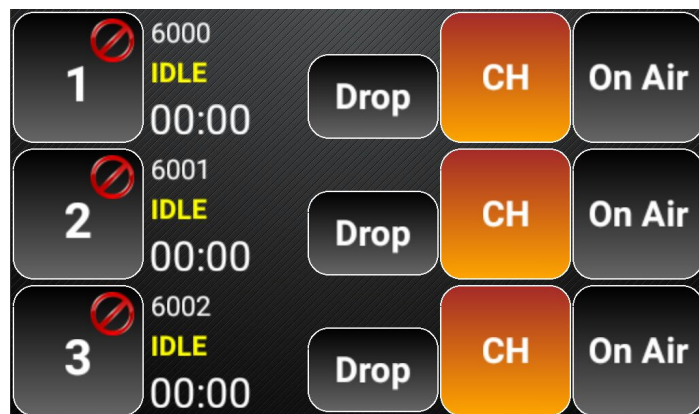 1
6000
IDLE
00:00
Drop
CH
On Air
2
6001
IDLE
00:00
Drop
CH
On Air
3
6002
IDLE
00:00
Drop
CH
On Air